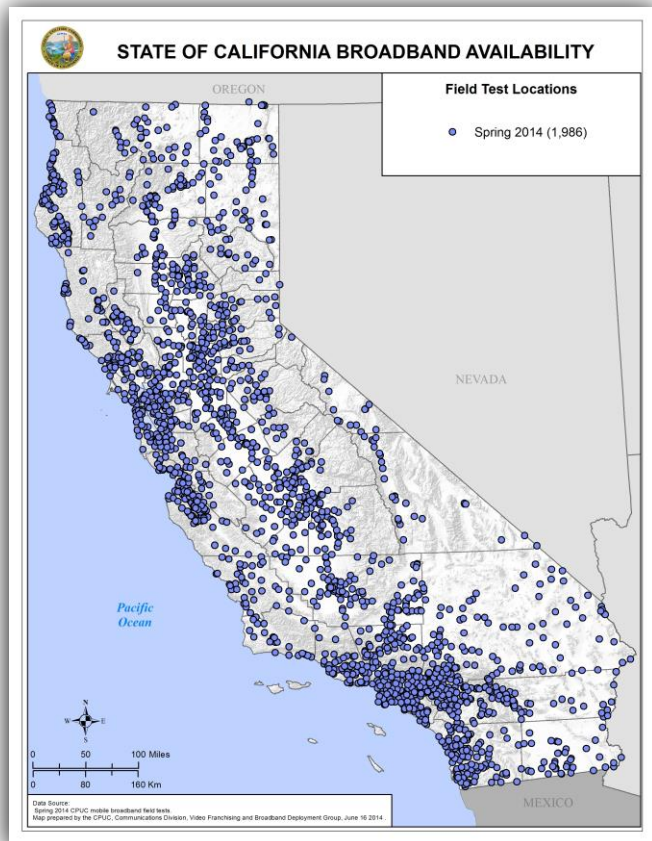 STATE OF CALIFORNIA BROADBAND AVAILABILITY
OREGON
Field Test Locations
Spring 2014 (1,986)
NEVADA
Pacific
Ocean
N
W E
S
0 50 100 Miles
0 80 160 Km
MEXICO
Data Source:
Spring 2014 CPUC mobile broadband field tests.
Map prepared by the CPUC, Communications Division, Video Franchising and Broadband Deployment Group, June 16 2014 .